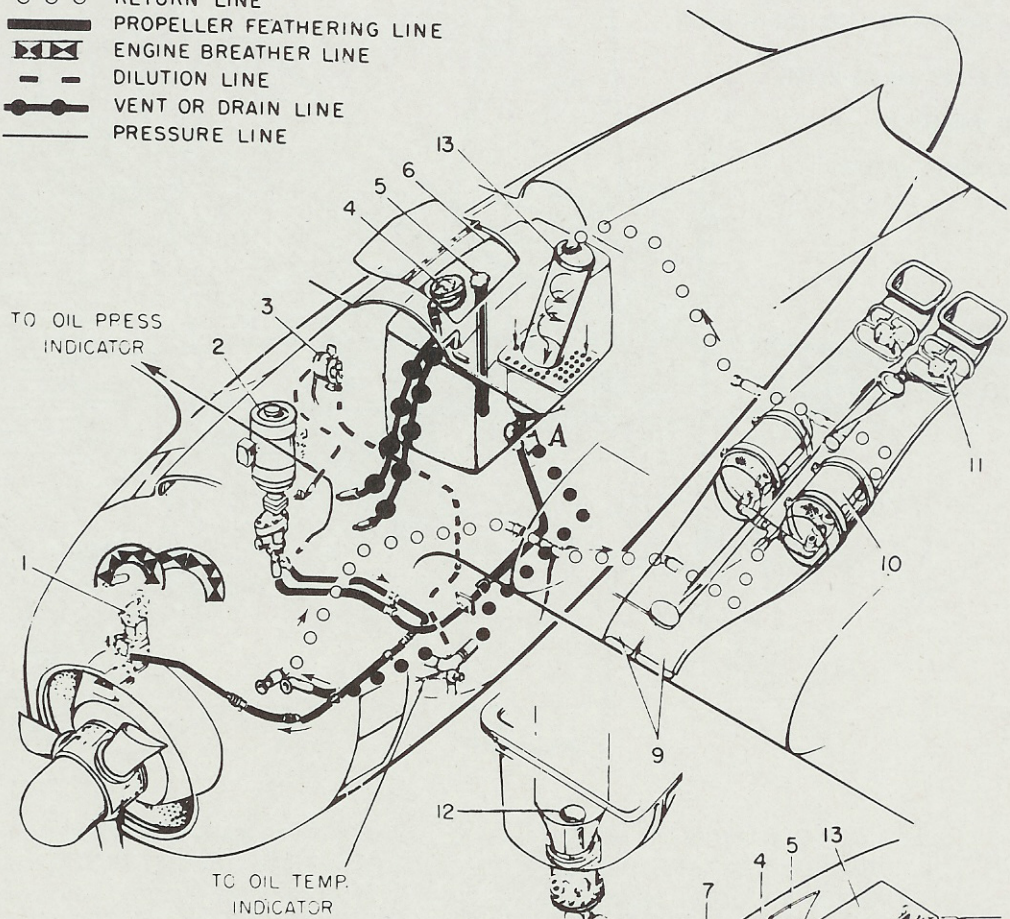 RETURN LINE
PROPELLER FEATHERING LINE
ENGINE BREATHER LINE
DILUTION LINE
VENT OR DRAIN LINE
PRESSURE LINE
13
6
5
4
3
TO OIL PRESS
INDICATOR
2
A
11
1
10
9
12
13
5
4
7
TO OIL TEMP.
INDICATOR